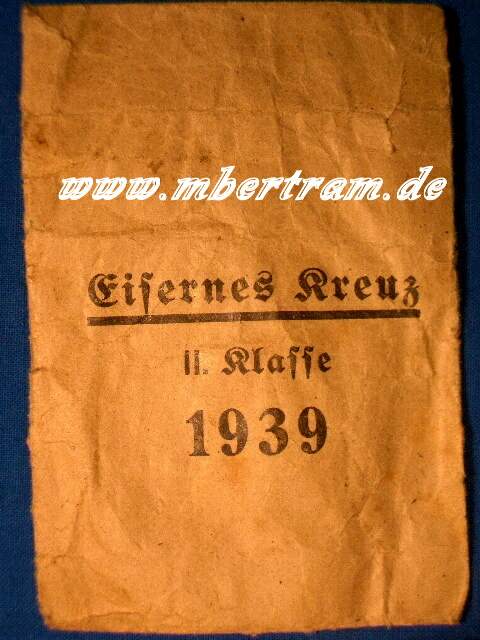 www.mbertram.de
Eiſernes Kreuz
II. Klaſſe
1939